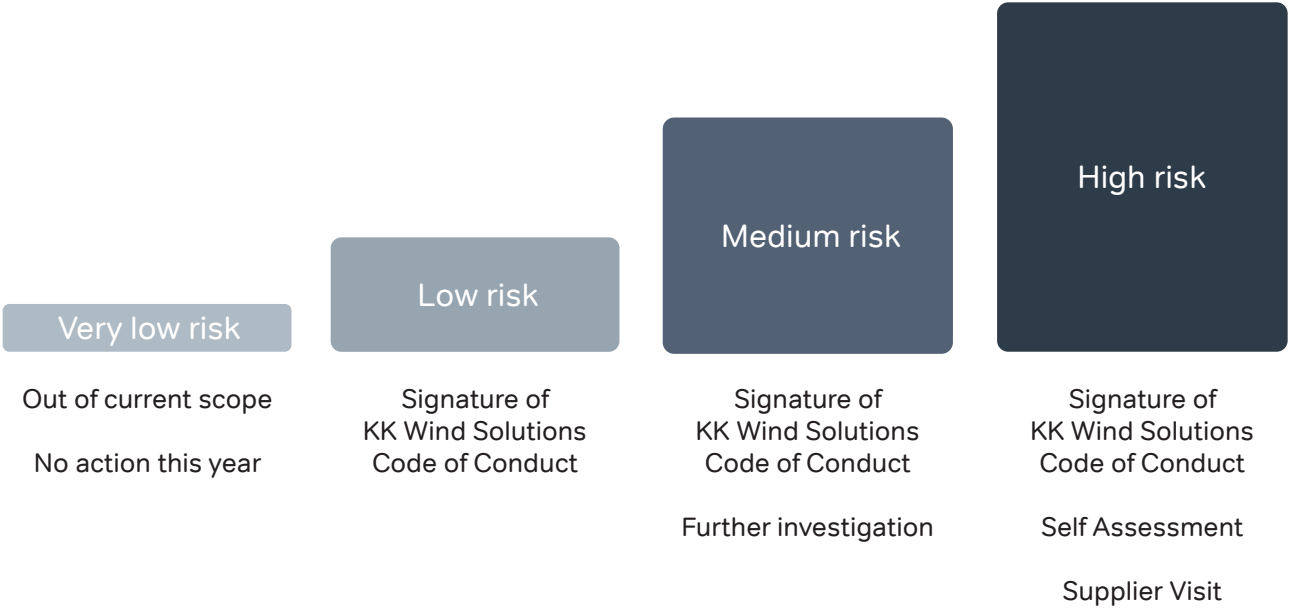 Very low risk
Out of current scope
No action this year
Low risk
Signature of
KK Wind Solutions
Code of Conduct
Medium risk
Signature of
KK Wind Solutions
Code of Conduct
Further investigation
High risk
Signature of
KK Wind Solutions
Code of Conduct
Self Assessment
Supplier Visit